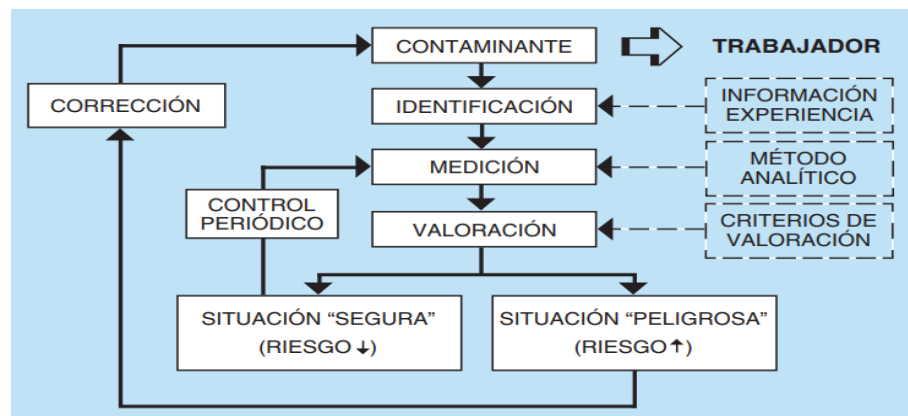 CONTAMINANTE
TRABAJADOR
CORRECCIÓN
IDENTIFICACIÓN
INFORMACIÓN
EXPERIENCIA
MEDICIÓN
MÉTODO
ANALÍTICO
CONTROL
PERIÓDICO
VALORACIÓN
CRITERIOS DE
VALORACIÓN
SITUACIÓN “SEGURA”
(RIESGO ↓)
SITUACIÓN “PELIGROSA”
(RIESGO ↑)